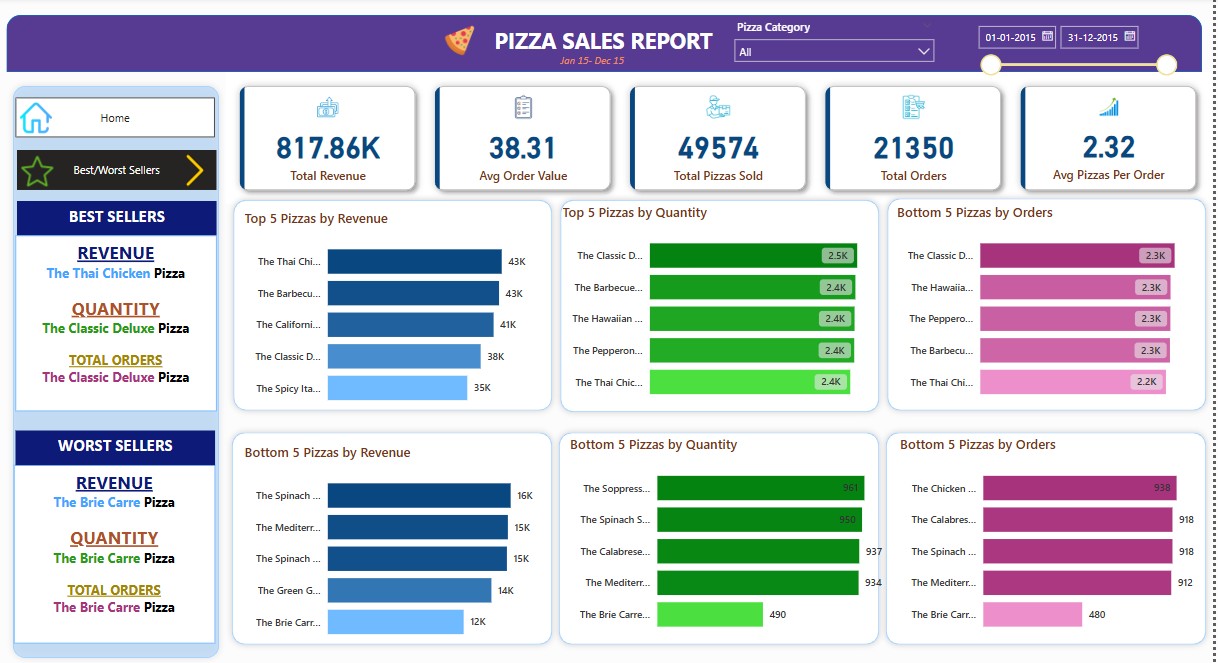 PIZZA SALES REPORT
Jan 15- Dec 15
Pizza Category
All
01-01-2015
31-12-2015
Home
Best/Worst Sellers
BEST SELLERS
REVENUE
The Thai Chicken Pizza
QUANTITY
The Classic Deluxe Pizza
TOTAL ORDERS
The Classic Deluxe Pizza
WORST SELLERS
REVENUE
The Brie Carre Pizza
QUANTITY
The Brie Carre Pizza
TOTAL ORDERS
The Brie Carre Pizza
817.86K
Total Revenue
38.31
Avg Order Value
49574
Total Pizzas Sold
21350
Total Orders
2.32
Avg Pizzas Per Order
Top 5 Pizzas by Revenue
The Thai Chi... 43K
The Barbecu... 43K
The Californi... 41K
The Classic D... 38K
The Spicy Ita... 35K
Top 5 Pizzas by Quantity
The Classic D... 2.5K
The Barbecue... 2.4K
The Hawaiian ... 2.4K
The Pepperon... 2.4K
The Thai Chic... 2.4K
Bottom 5 Pizzas by Orders
The Classic D... 2.3K
The Hawaiia... 2.3K
The Peppero... 2.3K
The Barbecu... 2.3K
The Thai Chi... 2.2K
Bottom 5 Pizzas by Revenue
The Spinach ... 16K
The Mediterr... 15K
The Spinach ... 15K
The Green G... 14K
The Brie Carr... 12K
Bottom 5 Pizzas by Quantity
The Soppress... 961
The Spinach S... 950
The Calabrese... 937
The Mediterr... 934
The Brie Carre... 490
Bottom 5 Pizzas by Orders
The Chicken ... 938
The Calabres... 918
The Spinach ... 918
The Mediterr... 912
The Brie Carr... 480